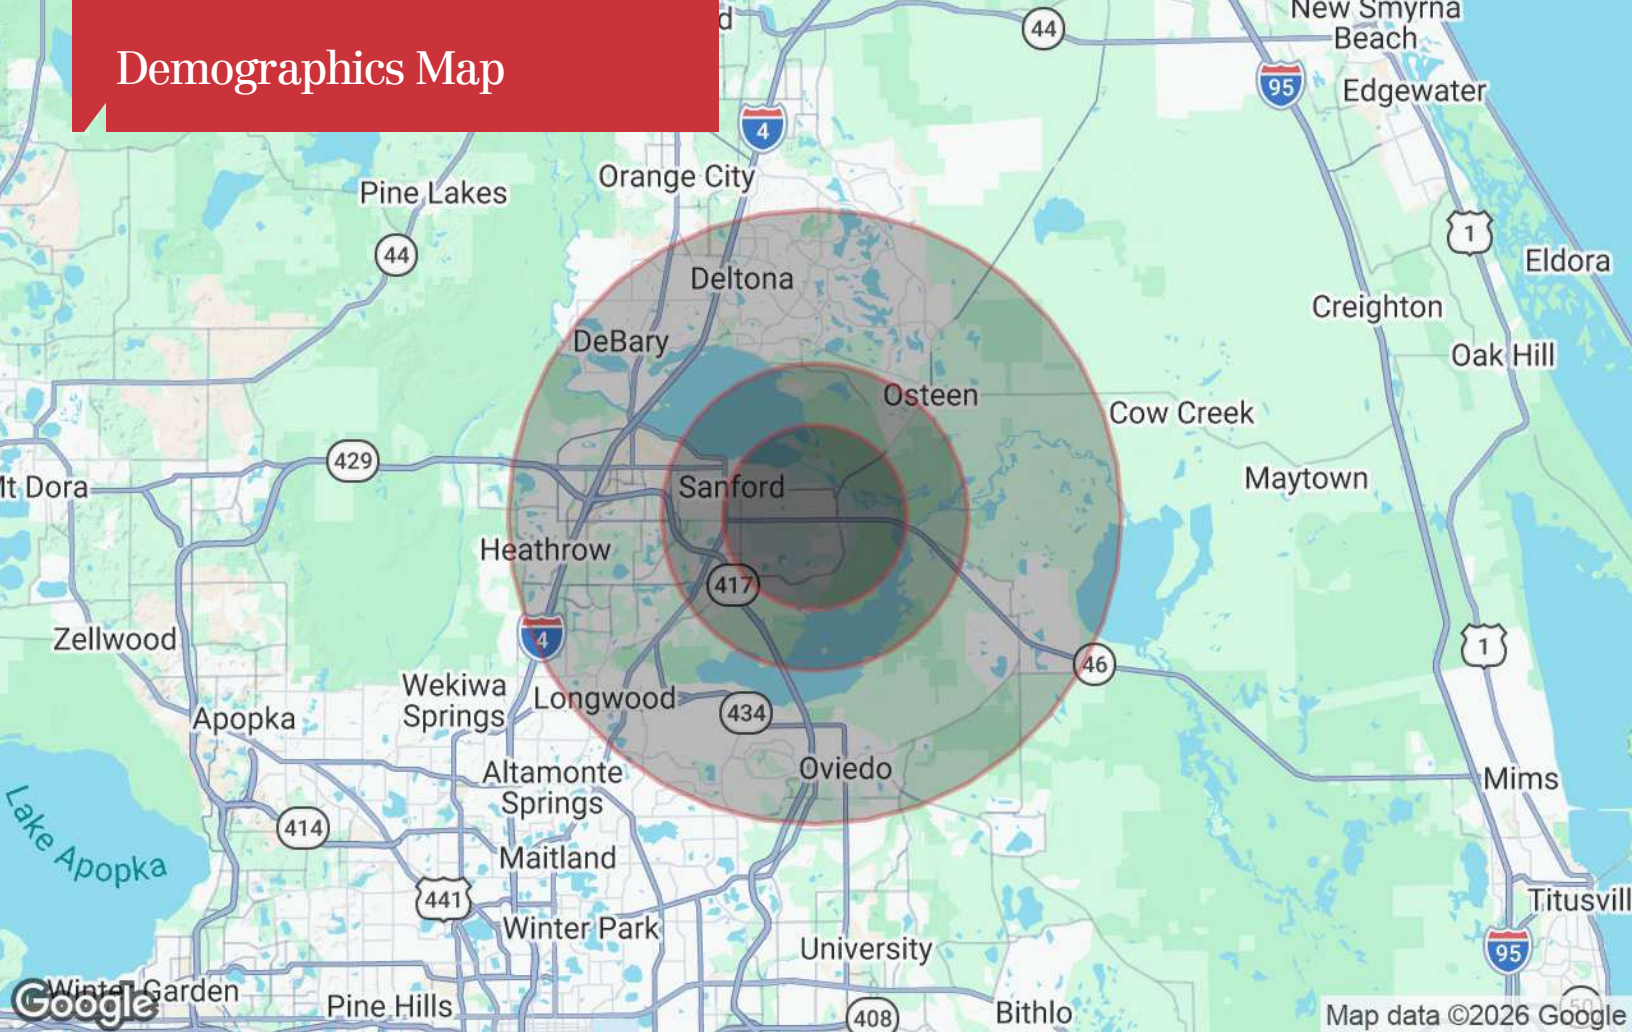 Demographics Map
d
44
New Smyrna
Beach
95
Edgewater
4
Orange City
Pine Lakes
44
1
Eldora
Deltona
Creighton
DeBary
Oak Hill
Osteen
Cow Creek
429
Maytown
Mt Dora
Sanford
Heathrow
417
4
Zellwood
1
46
Wekiwa
Springs
Longwood
434
Apopka
Oviedo
Altamonte
Springs
Mims
Lake Apopka
414
Maitland
441
Titusvill
Winter Park
University
95
Winter Garden
Google
Pine Hills
Bithlo
408
50
Map data ©2026 Google